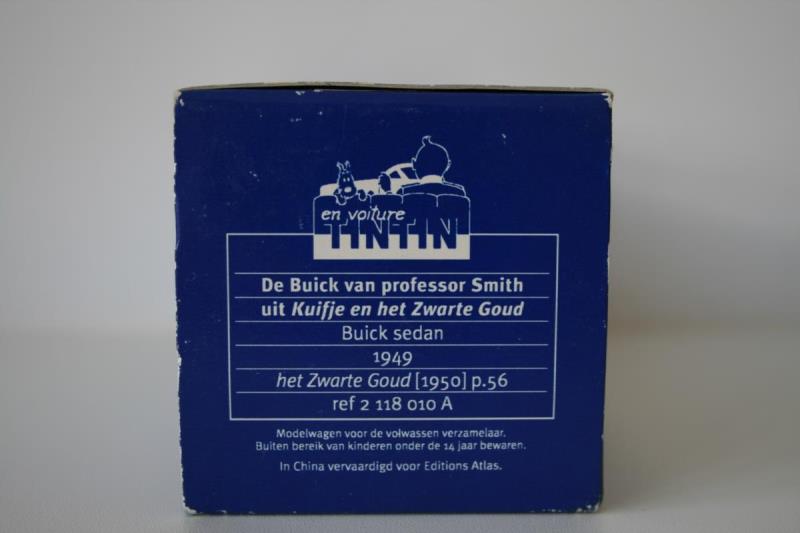 en voiture
TINTIN
De Buick van professor Smith
uit Kuifje en het Zwarte Goud
Buick sedan
1949
het Zwarte Goud [1950] p.56
ref 2 118 010 A
Modelwagen voor de volwassen verzamelaar.
Buiten bereik van kinderen onder de 14 jaar bewaren.
In China vervaardigd voor Editions Atlas.